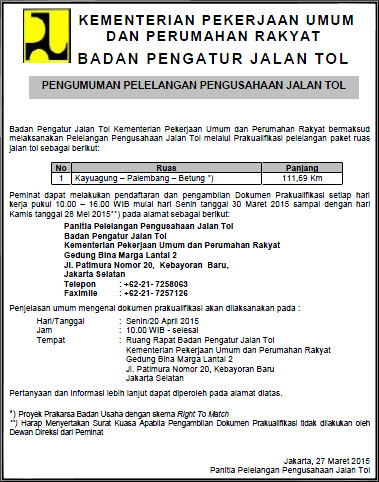 KEMENTERIAN PEKERJAAN UMUM
DAN PERUMAHAN RAKYAT
BADAN PENGATUR JALAN TOL
PENGUMUMAN PELELANGAN PENGUSAHAAN JALAN TOL
Badan Pengatur Jalan Tol Kementerian Pekerjaan Umum dan Perumahan Rakyat bermaksud
melaksanakan Pelelangan Pengusahaan Jalan Tol melalui Prakualifikasi pelelangan paket ruas
jalan tol sebagai berikut:
No Ruas Panjang
1 Kayuagung – Palembang – Betung *) 111,69 Km
Peminat dapat melakukan pendaftaran dan pengambilan Dokumen Prakualifikasi setiap hari
kerja pukul 10.00 – 16.00 WIB mulai hari Senin tanggal 30 Maret 2015 sampai dengan hari
Kamis tanggal 28 Mei 2015**) pada alamat sebagai berikut:
Panitia Pelelangan Pengusahaan Jalan Tol
Badan Pengatur Jalan Tol
Kementerian Pekerjaan Umum dan Perumahan Rakyat
Gedung Bina Marga Lantai 2
Jl. Patimura Nomor 20, Kebayoran Baru,
Jakarta Selatan
Telepon : +62-21- 7258063
Faximile : +62-21- 7257126
Penjelasan umum mengenai dokumen prakualifikasi akan dilaksanakan pada :
Hari/Tanggal : Senin/20 April 2015
Jam : 10.00 WIB - selesai
Tempat : Ruang Rapat Badan Pengatur Jalan Tol
Kementerian Pekerjaan Umum dan Perumahan Rakyat
Gedung Bina Marga Lantai 2
Jl. Patimura Nomor 20, Kebayoran Baru
Jakarta Selatan
Pertanyaan dan informasi lebih lanjut dapat diperoleh pada alamat diatas.
*) Proyek Prakarsa Badan Usaha dengan skema Right To Match
**) Harap Menyertakan Surat Kuasa Apabila Pengambilan Dokumen Prakualifikasi tidak dilakukan oleh
Dewan Direksi dari Peminat
Jakarta, 27 Maret 2015
Panitia Pelelangan Pengusahaan Jalan Tol